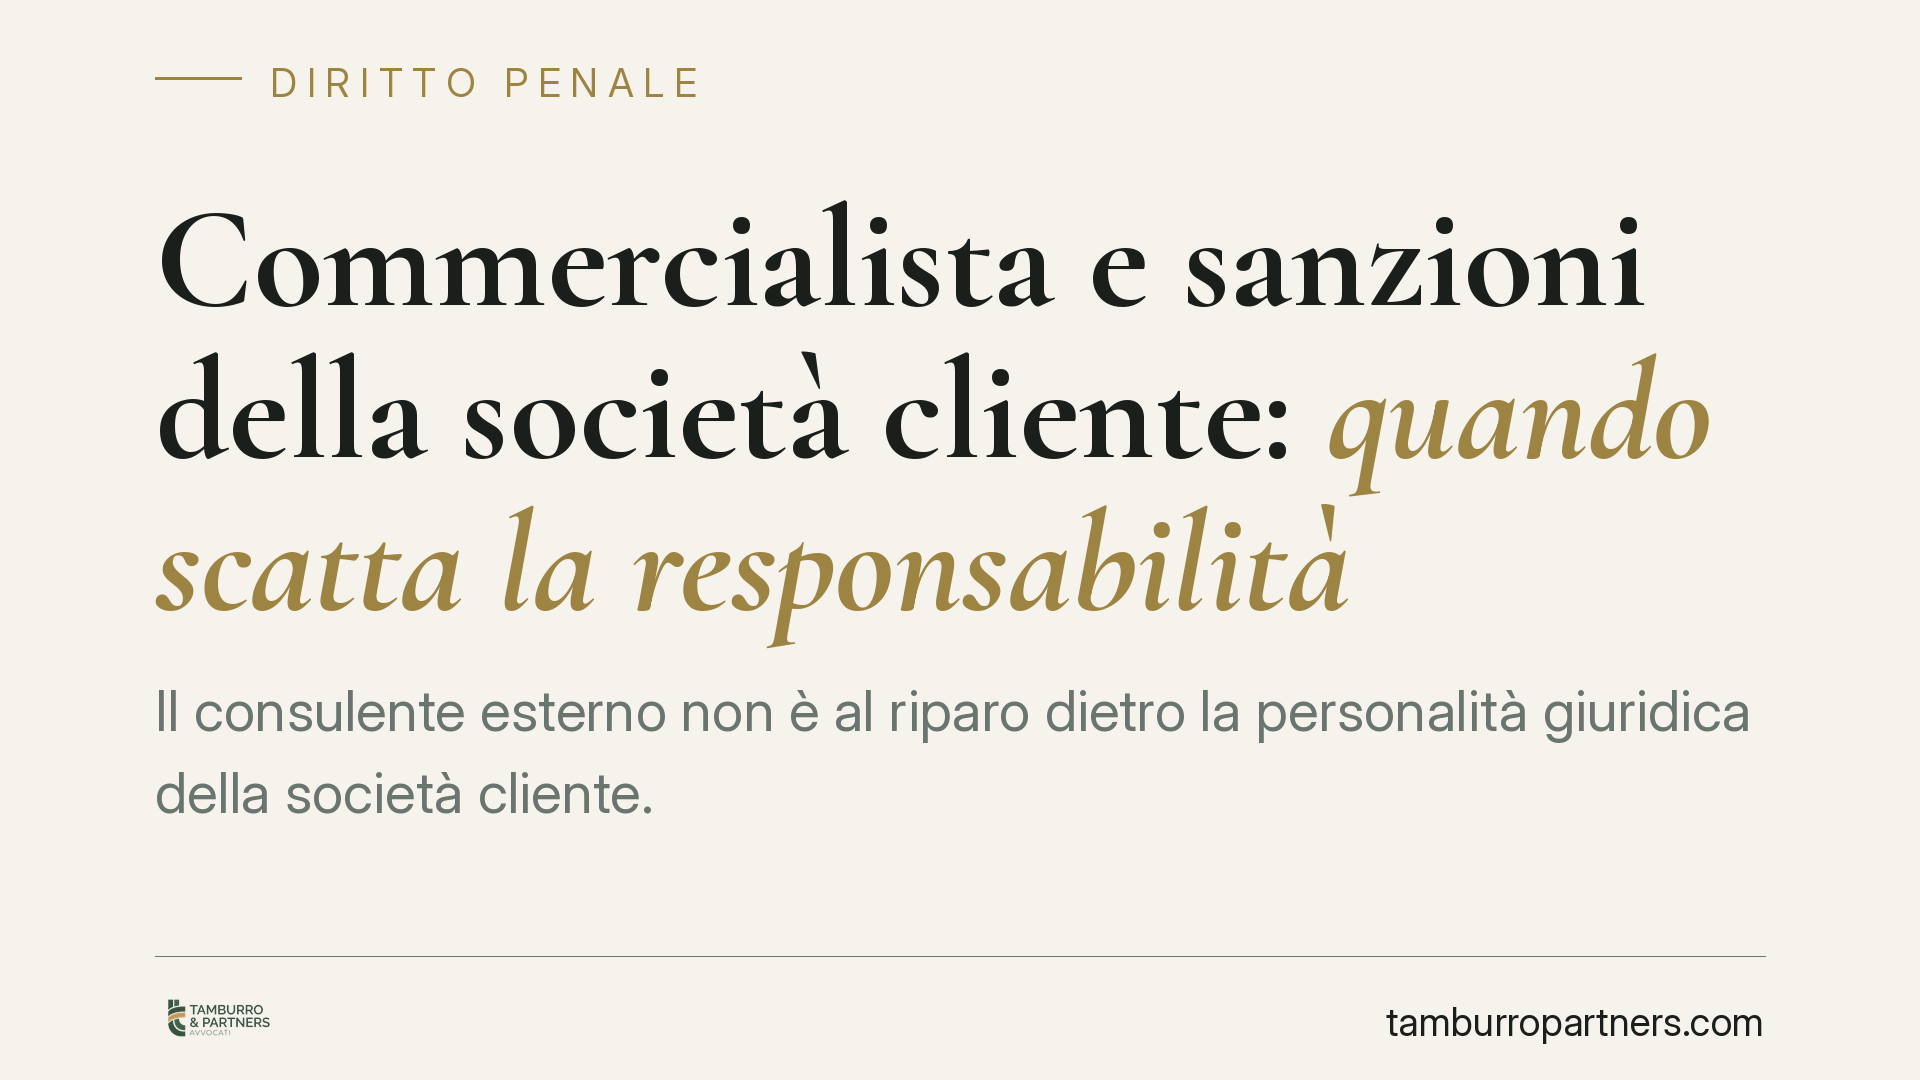 DIRITTO PENALE
Commercialista e sanzioni
della società cliente: quando
scatta la responsabilità
Il consulente esterno non è al riparo dietro la personalità giuridica
della società cliente.
TAMBURRO
& PARTNERS
AVVOCATI
tamburropartners.com